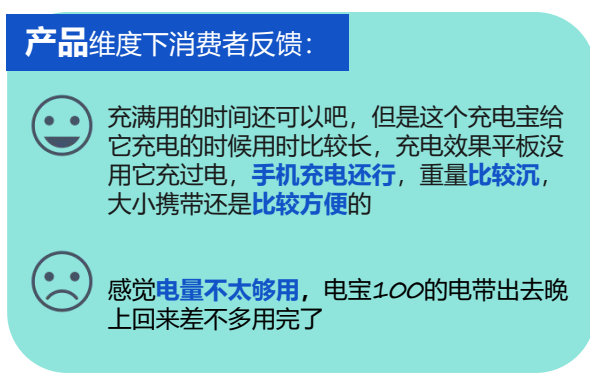 产品维度下消费者反馈：
充满用的时间还可以吧，但是这个充电宝给
它充电的时候用时比较长，充电效果平板没
用它充过电，手机充电还行，重量比较沉，
大小携带还是比较方便的
感觉电量不太够用，电宝100的电带出去晚
上回来差不多用完了